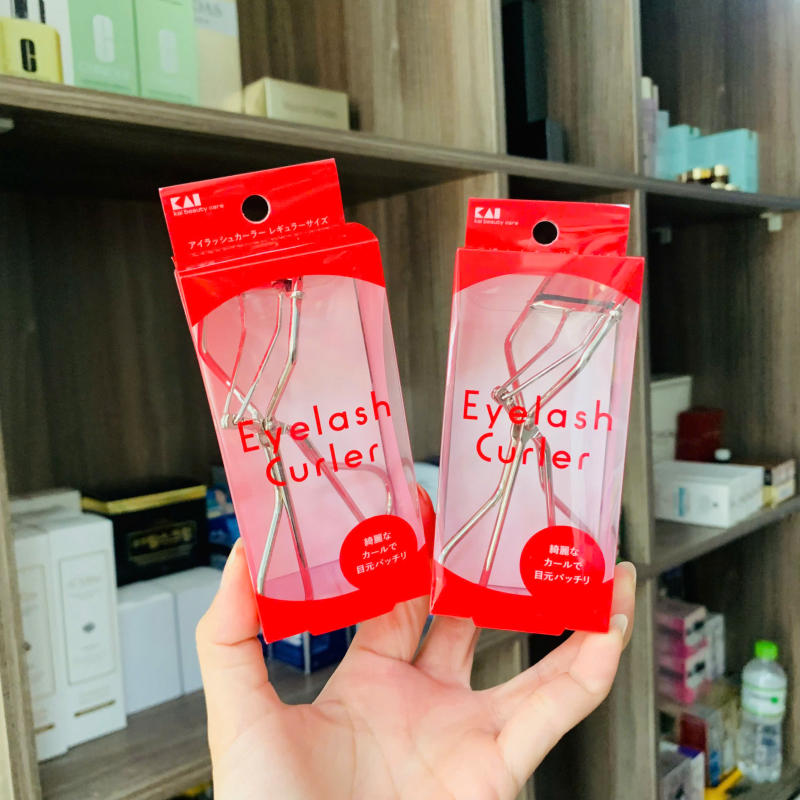 KAI
kai beauty care
アイラッシュカーラー レギュラーサイズ
Eyelash
Curler
綺麗な
カールで
目元パッチリ
KAI
kai beauty care
Eyelash
Curler
綺麗な
カールで
目元パッチリ